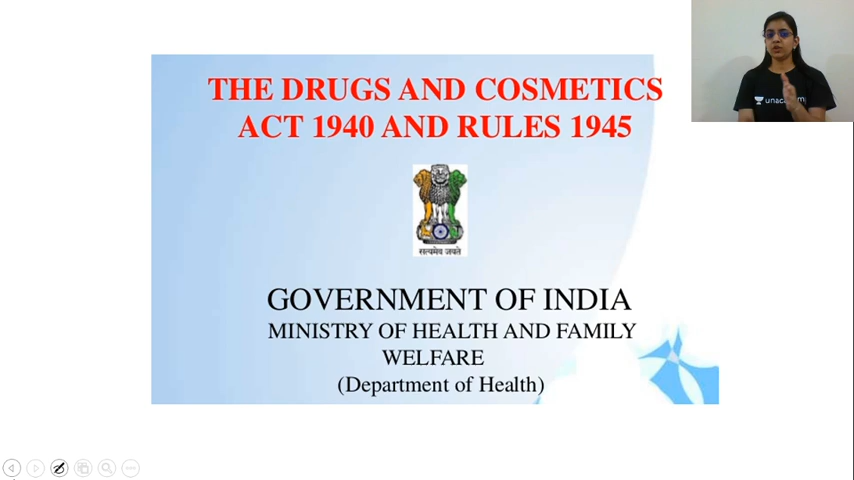 THE DRUGS AND COSMETICS
ACT 1940 AND RULES 1945
सत्यमेव जयते
GOVERNMENT OF INDIA
MINISTRY OF HEALTH AND FAMILY
WELFARE
(Department of Health)